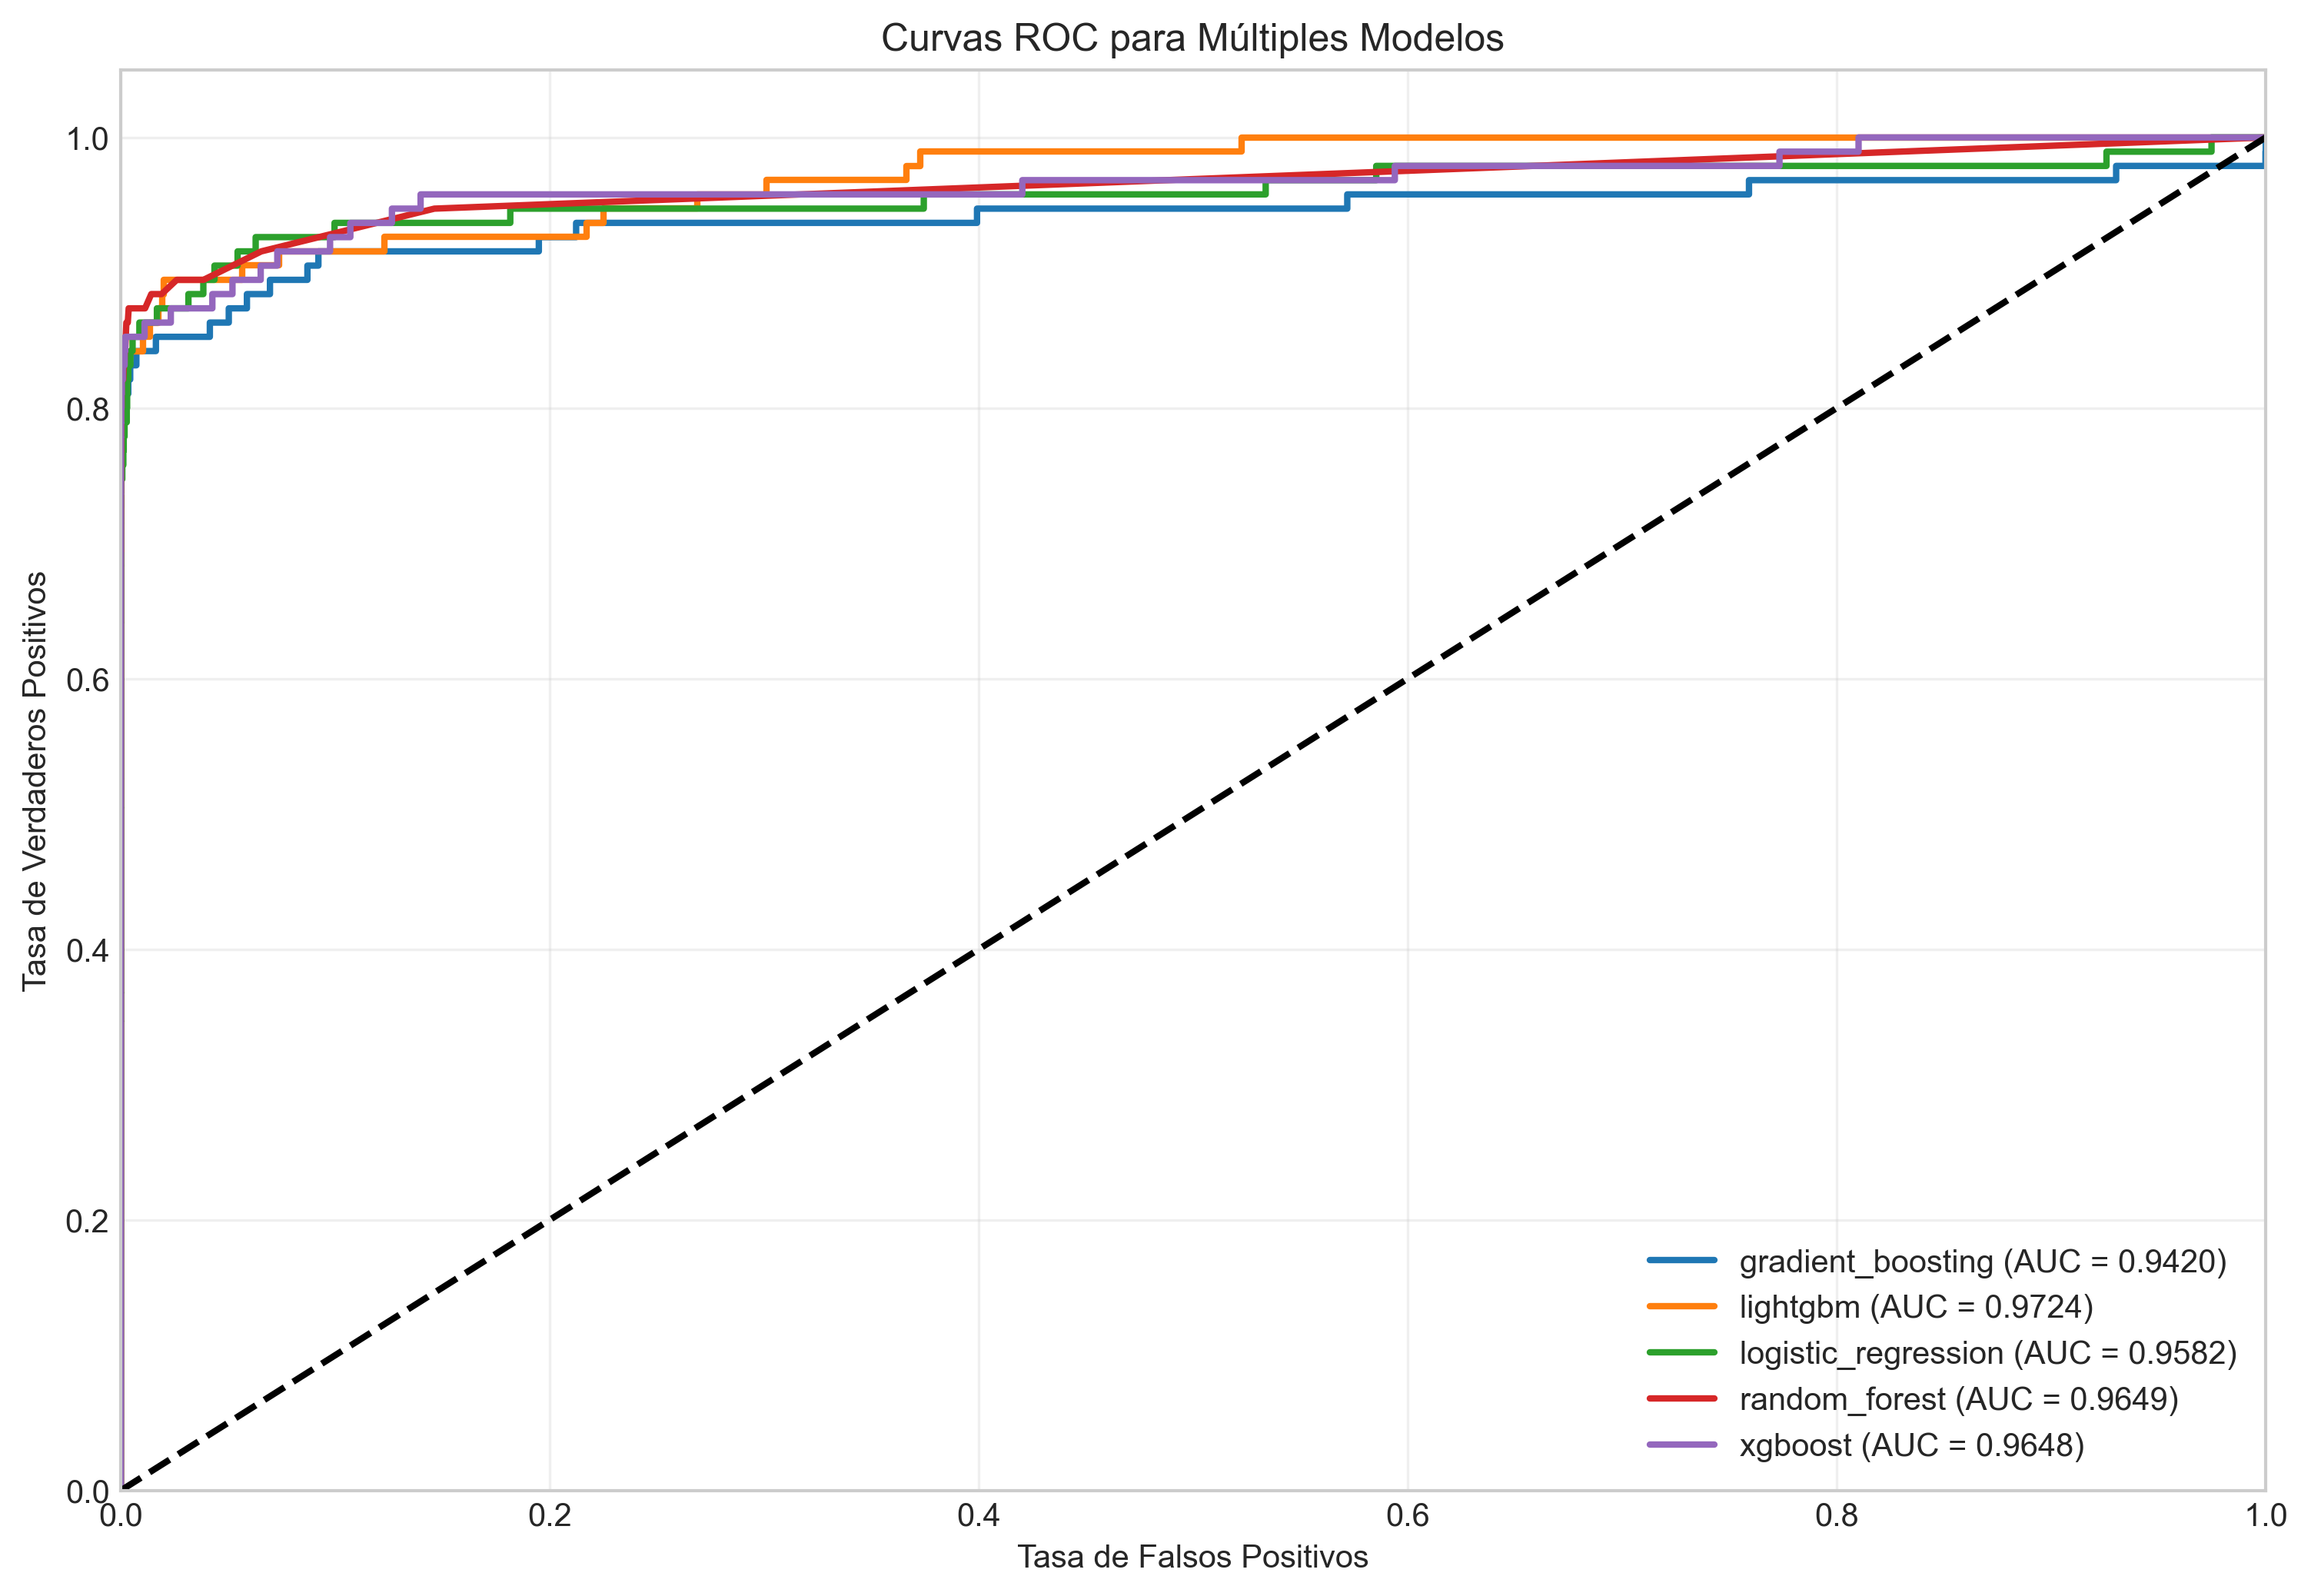 Curvas ROC para Múltiples Modelos
1.0
0.8
0.6
0.4
0.2
0.0
Tasa de Verdaderos Positivos
0.0
0.2
0.4
0.6
0.8
1.0
Tasa de Falsos Positivos
gradient_boosting (AUC = 0.9420)
lightgbm (AUC = 0.9724)
logistic_regression (AUC = 0.9582)
random_forest (AUC = 0.9649)
xgboost (AUC = 0.9648)